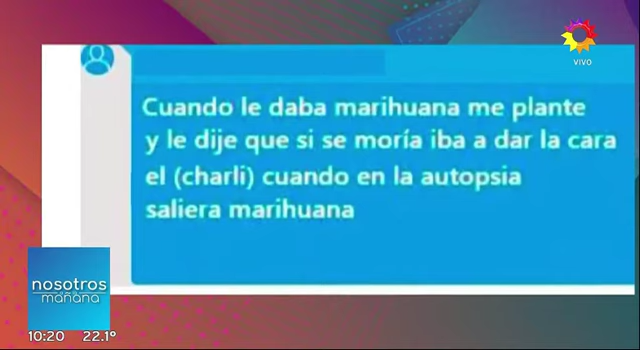 VIVO
Cuando le daba marihuana me plante
y le dije que si se moría iba a dar la cara
el (charli) cuando en la autopsia
saliera marihuana
nosotros
mañana
10:20 22.1°